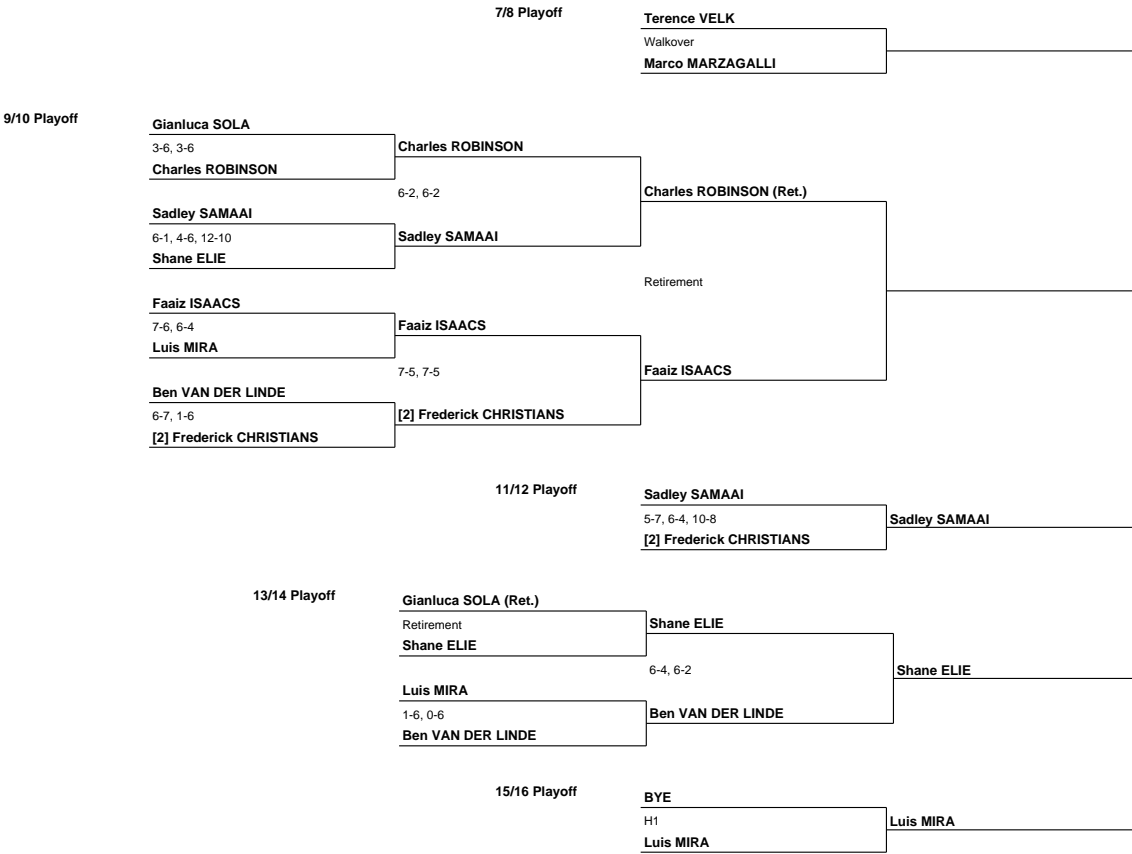 7/8 Playoff
Terence VELK
Walkover
Marco MARZAGALLI
9/10 Playoff
Gianluca SOLA
3-6, 3-6
Charles ROBINSON
Charles ROBINSON
6-2, 6-2
Charles ROBINSON (Ret.)
Sadley SAMAAI
6-1, 4-6, 12-10
Sadley SAMAAI
Shane ELIE
Retirement
Faaiz ISAACS
7-6, 6-4
Faaiz ISAACS
Luis MIRA
7-5, 7-5
Faaiz ISAACS
Ben VAN DER LINDE
6-7, 1-6
[2] Frederick CHRISTIANS
[2] Frederick CHRISTIANS
11/12 Playoff
Sadley SAMAAI
5-7, 6-4, 10-8
Sadley SAMAAI
[2] Frederick CHRISTIANS
13/14 Playoff
Gianluca SOLA (Ret.)
Retirement
Shane ELIE
Shane ELIE
6-4, 6-2
Shane ELIE
Luis MIRA
1-6, 0-6
Ben VAN DER LINDE
Ben VAN DER LINDE
15/16 Playoff
BYE
H1
Luis MIRA
Luis MIRA